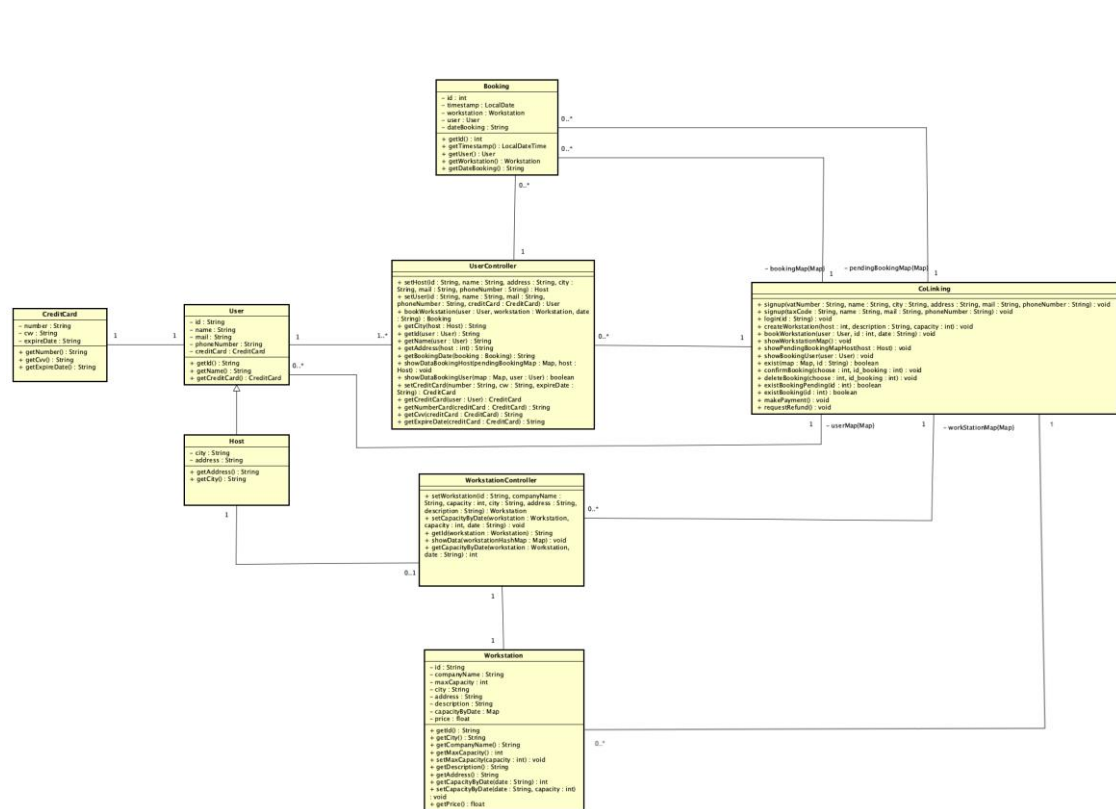 Booking
– id : int
– timestamp : LocalDate
– workstation : Workstation
– user : User
– dateBooking : String
+ getId() : int
+ getTimestamp() : LocalDateTime
+ getUser() : User
+ getWorkstation() : Workstation
+ getDateBooking() : String
0..*
0..*
0..*
1
– bookingMap(Map)
1
– pendingBookingMap(Map)
1
UserController
+ setHost(id : String, name : String, address : String, city :
String, mail : String, phoneNumber : String) : Host
+ setUser(id : String, name : String, mail : String,
phoneNumber : String, creditCard : CreditCard) : User
+ bookWorkstation(user : User, workstation : Workstation, date
: String) : Booking
+ getCity(host : Host) : String
+ getId(user : User) : String
+ getName(user : User) : String
+ getAddress(host : int) : String
+ getBookingDate(booking : Booking) : String
+ showDataBookingHost(pendingBookingMap : Map, host :
Host) : void
+ showDataBookingUser(map : Map, user : User) : boolean
+ setCreditCard(number : String, cw : String, expireDate :
String) : CreditCard
+ getCreditCard(user : User) : CreditCard
+ getNumberCard(creditCard : CreditCard) : String
+ getCvv(creditCard : CreditCard) : String
+ getExpireDate(creditCard : CreditCard) : String
CoLinking
+ signup(vatNumber : String, name : String, city : String, address : String, mail : String, phoneNumber : String) : void
+ signup(taxCode : String, name : String, mail : String, phoneNumber : String) : void
+ login(id : String) : void
+ createWorkstation(host : int, description : String, capacity : int) : void
+ bookWorkstation(user : User, id : int, date : String) : void
+ showWorkstationMap() : void
+ showPendingBookingMapHost(host : Host) : void
+ showBookingUser(user : User) : void
+ exist(map : Map, id : String) : boolean
+ confirmBooking(choose : int, id_booking : int) : void
+ deleteBooking(choose : int, id_booking : int) : void
+ existBookingPending(id : int) : boolean
+ existBooking(id : int) : boolean
+ makePayment() : void
+ requestRefund() : void
CreditCard
– number : String
– cw : String
– expireDate : String
+ getNumber() : String
+ getCvv() : String
+ getExpireDate() : String
1
1
User
– id : String
– name : String
– mail : String
– phoneNumber : String
– creditCard : CreditCard
+ getId() : String
+ getName() : String
+ getCreditCard() : CreditCard
1
1..*
0..*
0..*
1
1
– userMap(Map)
1
– workStationMap(Map)
1
Host
– city : String
– address : String
+ getAddress() : String
+ getCity() : String
1
0..1
WorkstationController
+ setWorkstation(id : String, companyName :
String, capacity : int, city : String, address : String,
description : String) : Workstation
+ setCapacityByDate(workstation : Workstation,
capacity : int, date : String) : void
+ getId(workstation : Workstation) : String
+ showData(workstationHashMap : Map) : void
+ getCapacityByDate(workstation : Workstation,
date : String) : int
0..*
1
1
Workstation
– id : String
– companyName : String
– maxCapacity : int
– city : String
– address : String
– description : String
– capacityByDate : Map
– price : float
+ getId() : String
+ getCity() : String
+ getCompanyName() : String
+ getMaxCapacity() : int
+ setMaxCapacity(capacity : int) : void
+ getDescription() : String
+ getAddress() : String
+ getCapacityByDate(date : String) : int
+ setCapacityByDate(date : String, capacity : int)
: void
+ getPrice() : float
0..*